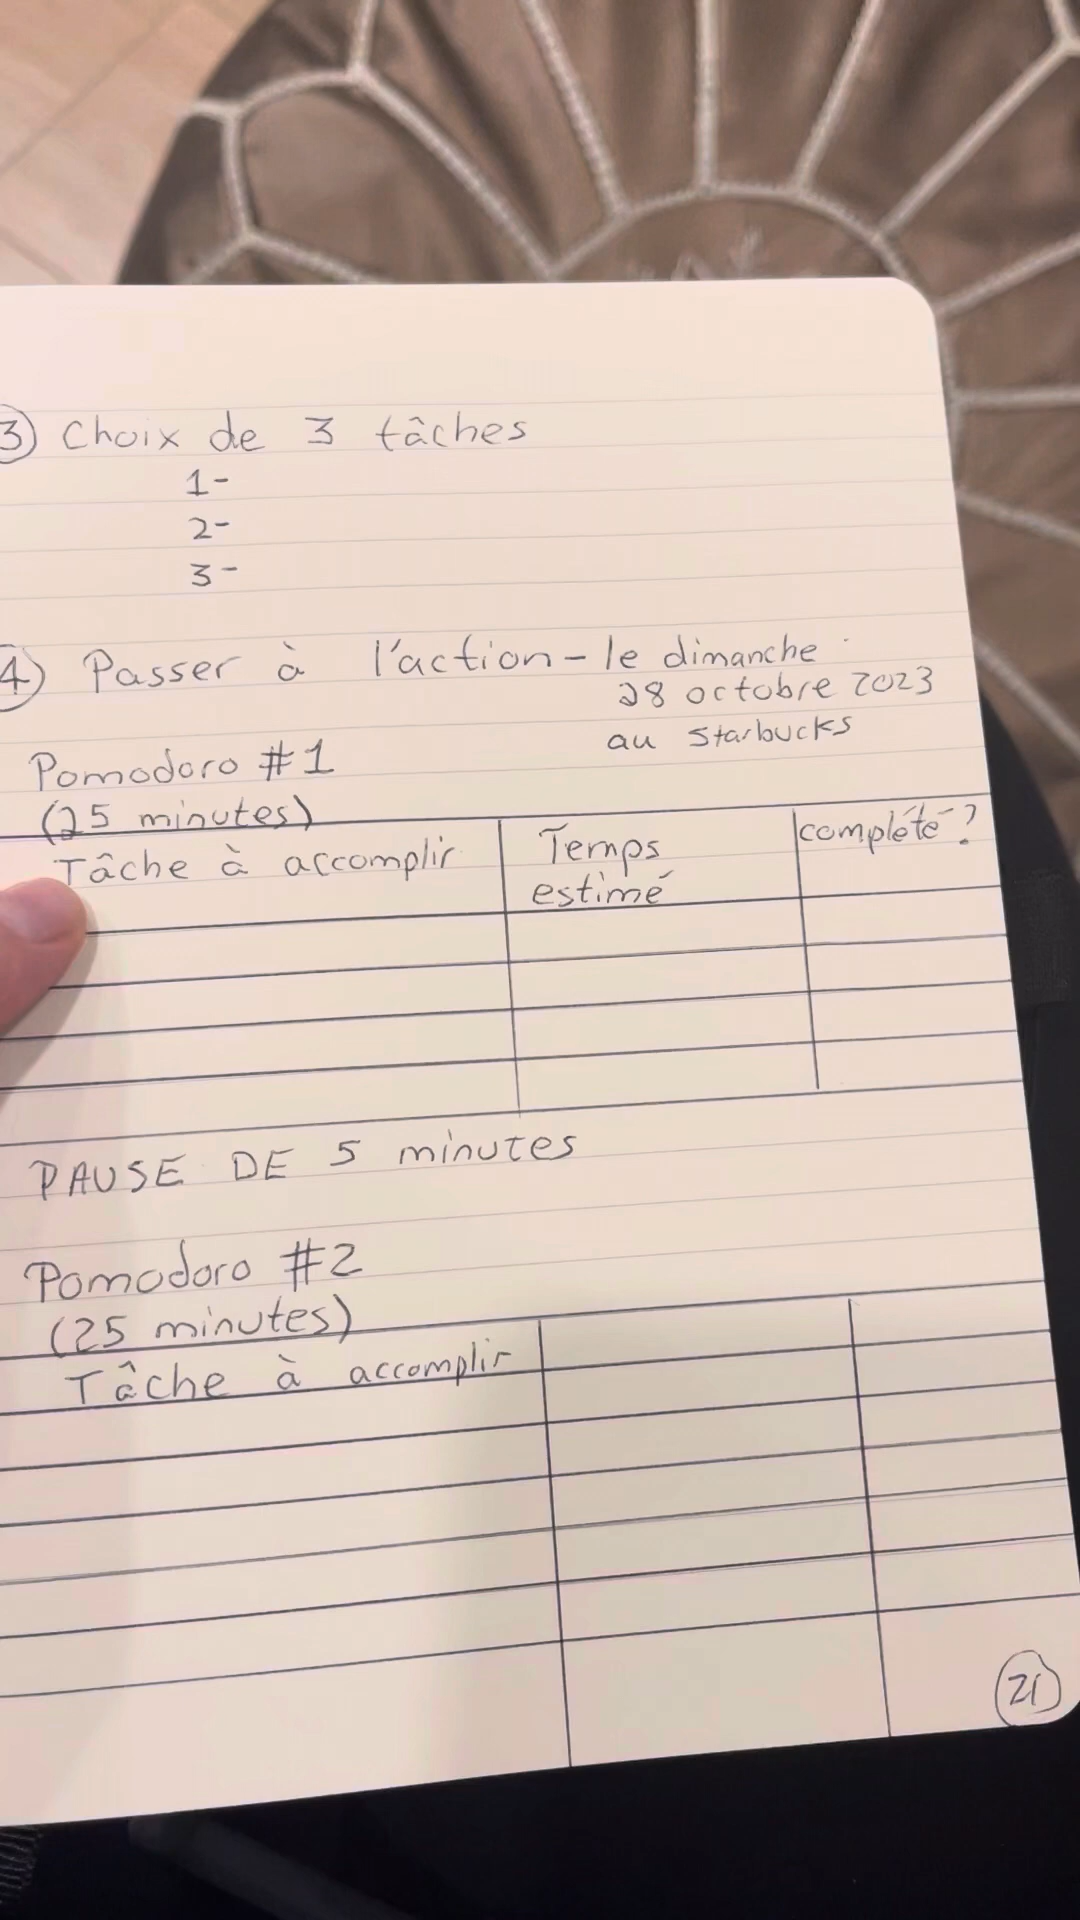 3 Choix de 3 tâches
1-
2-
3-
4 Passer à l'action - le dimanche
28 octobre 2023
au Starbucks
Pomodoro #1
(25 minutes)
Tâche à accomplir Temps estimé complété?
PAUSE DE 5 minutes
Pomodoro #2
(25 minutes)
Tâche à accomplir
21